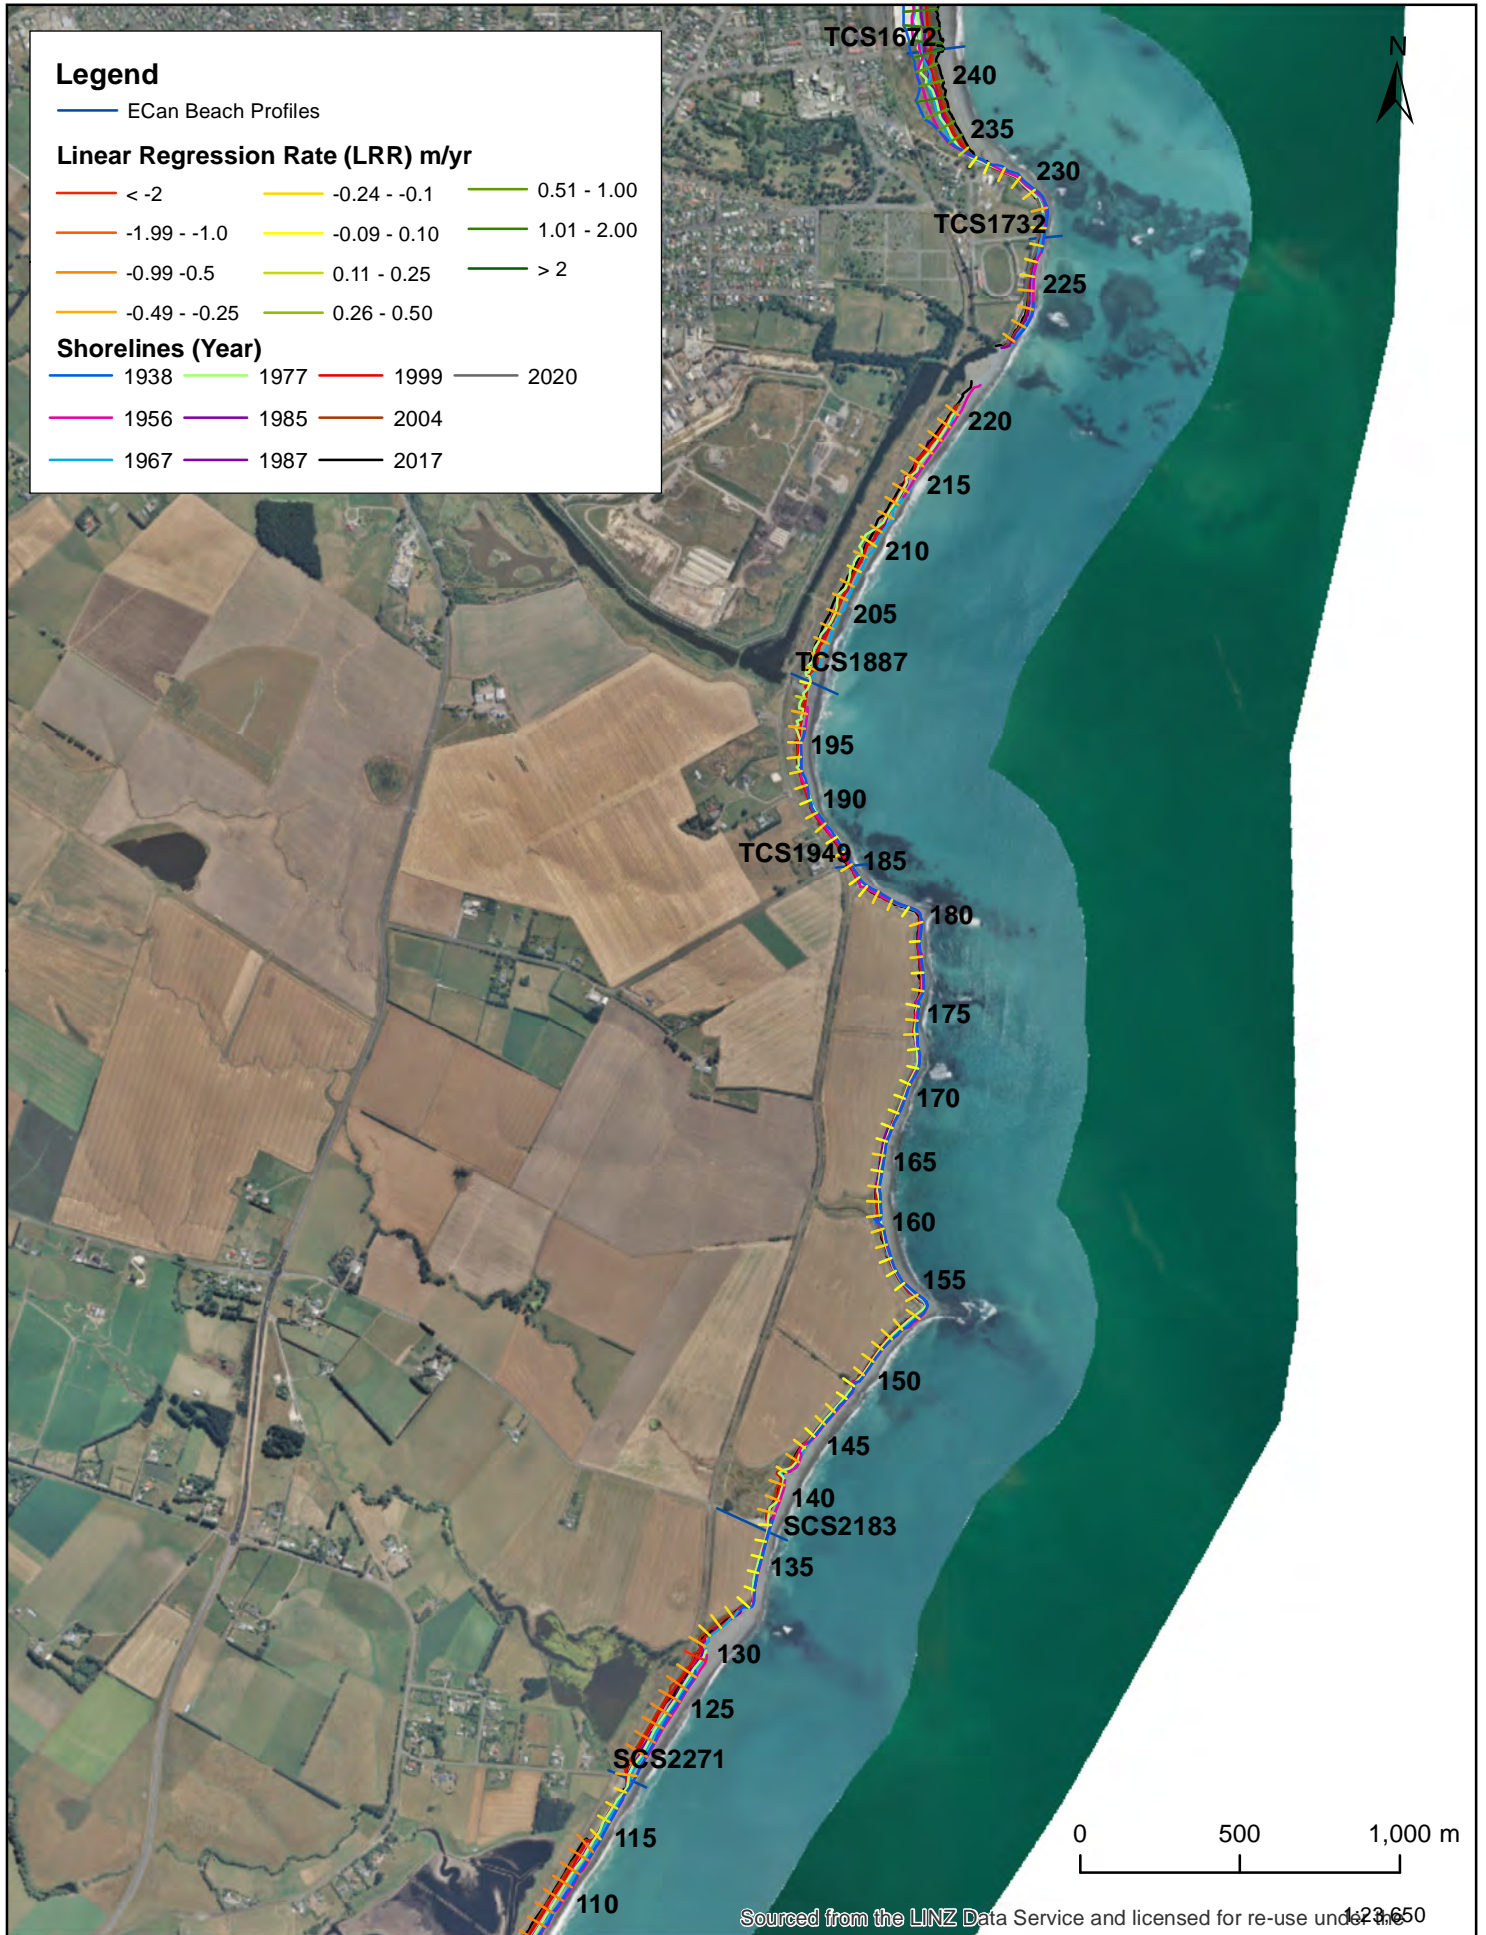 Legend
ECan Beach Profiles
Linear Regression Rate (LRR) m/yr
< -2
-1.99 - -1.0
-0.99 -0.5
-0.49 - -0.25
-0.24 - -0.1
-0.09 - 0.10
0.11 - 0.25
0.26 - 0.50
0.51 - 1.00
1.01 - 2.00
> 2
Shorelines (Year)
1938 1977 1999 2020
1956 1985 2004
1967 1987 2017
N
TCS1672
240
235
230
TCS1732
225
220
215
210
205
TCS1887
195
190
TCS1949
185
180
175
170
165
160
155
150
145
140
SCS2183
135
130
125
SCS2271
115
110
0 500 1,000 m
Sourced from the LINZ Data Service and licensed for re-use under the
1:23,650